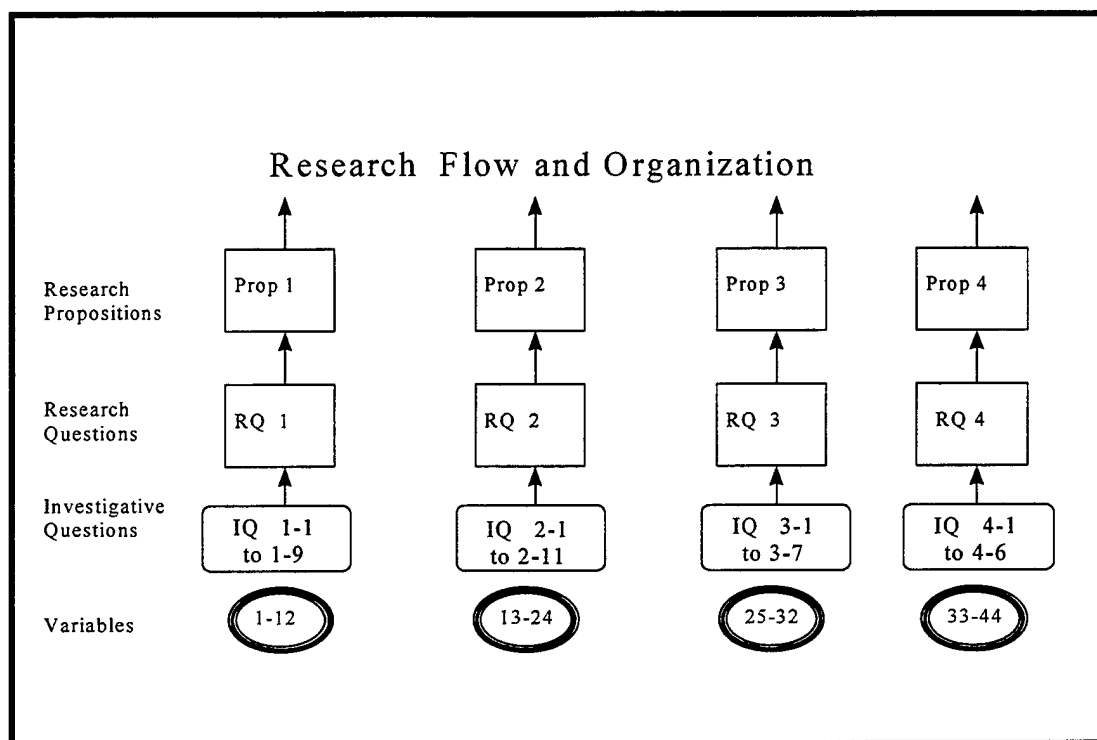 Research Flow and Organization
Research
Propositions
Prop 1
Prop 2
Prop 3
Prop 4
Research
Questions
RQ 1
RQ 2
RQ 3
RQ 4
Investigative
Questions
IQ 1-1
to 1-9
IQ 2-1
to 2-11
IQ 3-1
to 3-7
IQ 4-1
to 4-6
Variables
1-12
13-24
25-32
33-44